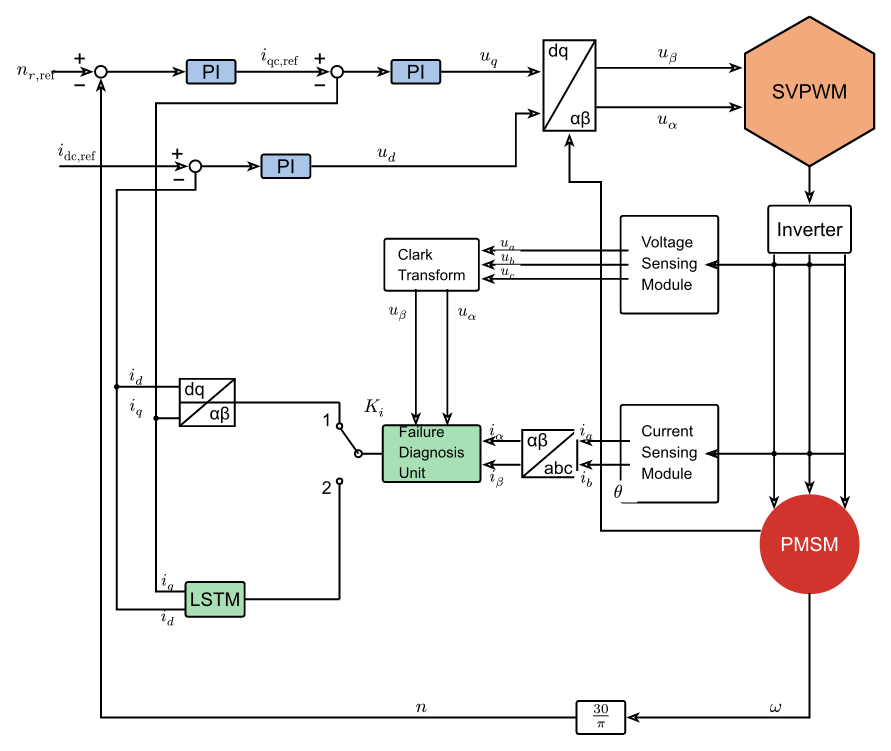 n_{r,ref}
+
−
PI
i_{qc,ref}
+
−
PI
u_q
dq
αβ
u_β
u_α
SVPWM
i_{dc,ref}
+
−
PI
u_d
Inverter
Clark
Transform
u_a
u_b
u_c
Voltage
Sensing
Module
u_β
u_α
i_d
i_q
dq
αβ
1
K_i
2
Failure
Diagnosis
Unit
i_α
i_β
αβ
abc
i_a
i_b
Current
Sensing
Module
θ
PMSM
i_q
i_d
LSTM
n
30
π
ω